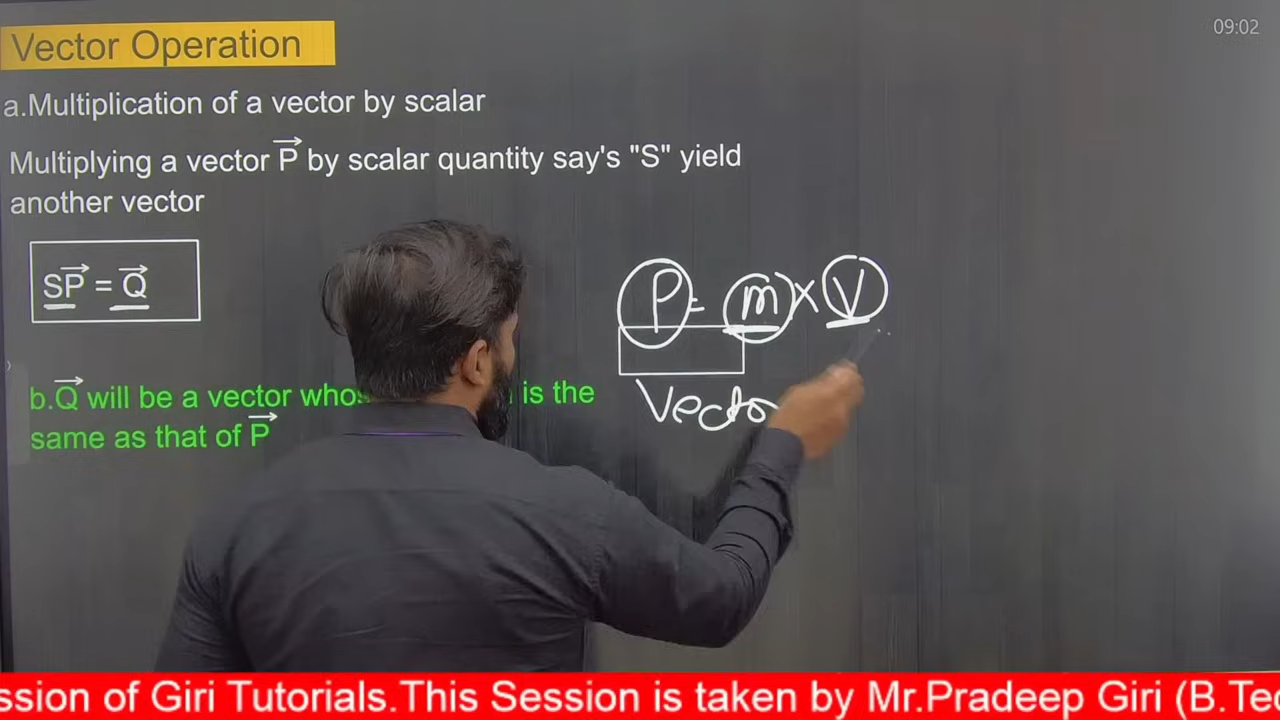 Vector Operation
09:02
a.Multiplication of a vector by scalar
Multiplying a vector P by scalar quantity say's "S" yield
another vector
SP = Q
P = m × V
Vector
b.Q will be a vector whos is the
same as that of P
ssion of Giri Tutorials.This Session is taken by Mr.Pradeep Giri (B.Tec